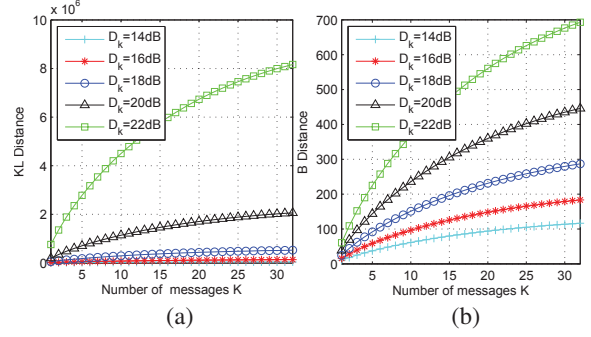 x 10^6
10
8
6
4
2
0
KL Distance
D_k=14dB
D_k=16dB
D_k=18dB
D_k=20dB
D_k=22dB
5 10 15 20 25 30
Number of messages K
(a)
700
600
500
400
300
200
100
0
B Distance
D_k=14dB
D_k=16dB
D_k=18dB
D_k=20dB
D_k=22dB
5 10 15 20 25 30
Number of messages K
(b)